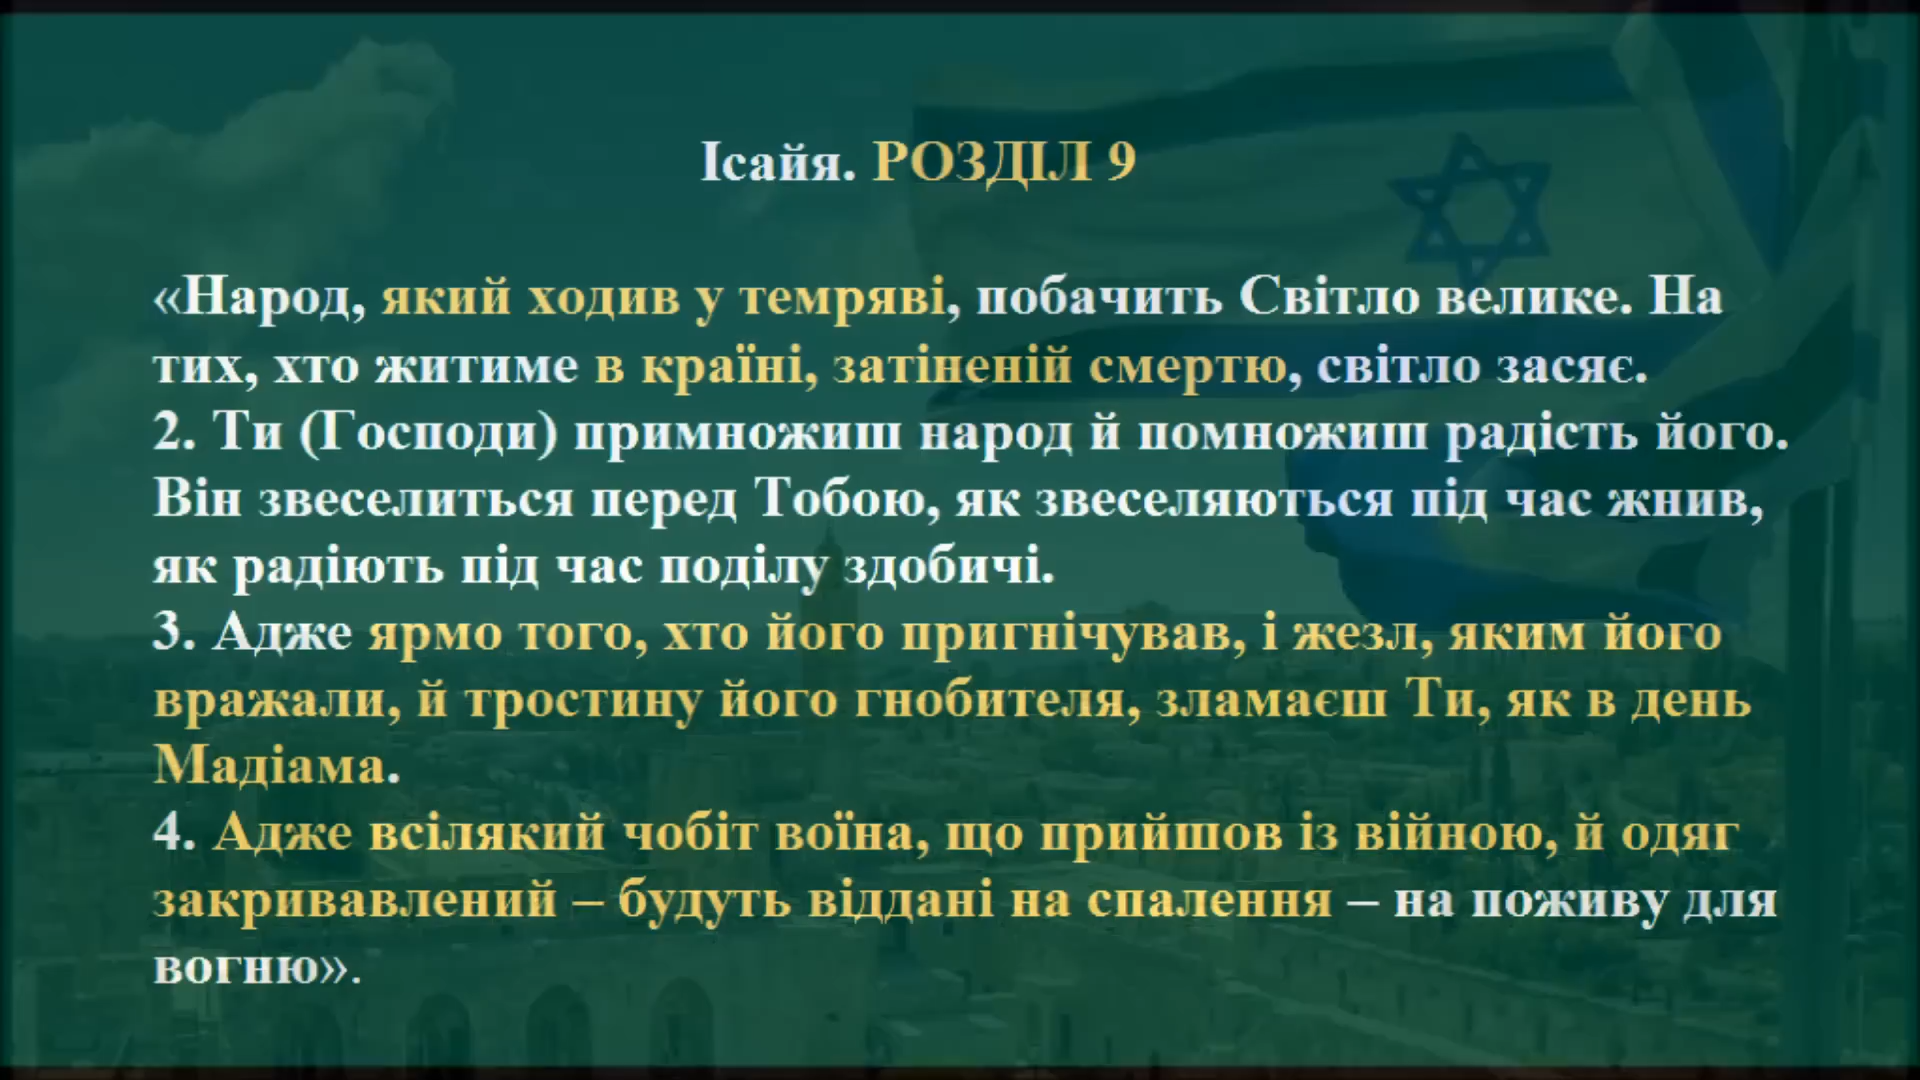 Ісайя. РОЗДІЛ 9
«Народ, який ходив у темряві, побачить Світло велике. На
тих, хто житиме в країні, затіненій смертю, світло засяє.
2. Ти (Господи) примножиш народ й помножиш радість його.
Він звеселиться перед Тобою, як звеселяються під час жнив,
як радіють під час поділу здобичі.
3. Адже ярмо того, хто його пригнічував, і жезл, яким його
вражали, й тростину його гнобителя, зламаєш Ти, як в день
Мадіама.
4. Адже всілякий чобіт воїна, що прийшов із війною, й одяг
закривавлений – будуть віддані на спалення – на поживу для
вогню».